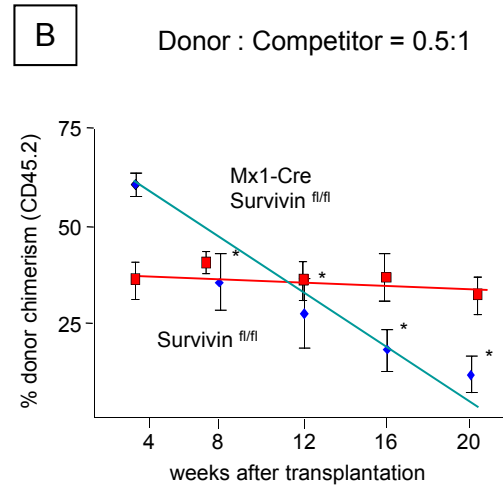 B
Donor : Competitor = 0.5:1
% donor chimerism (CD45.2)
75
50
25
Mx1-Cre
Survivin fl/fl
*
*
Survivin fl/fl
*
*
4
8
12
16
20
weeks after transplantation